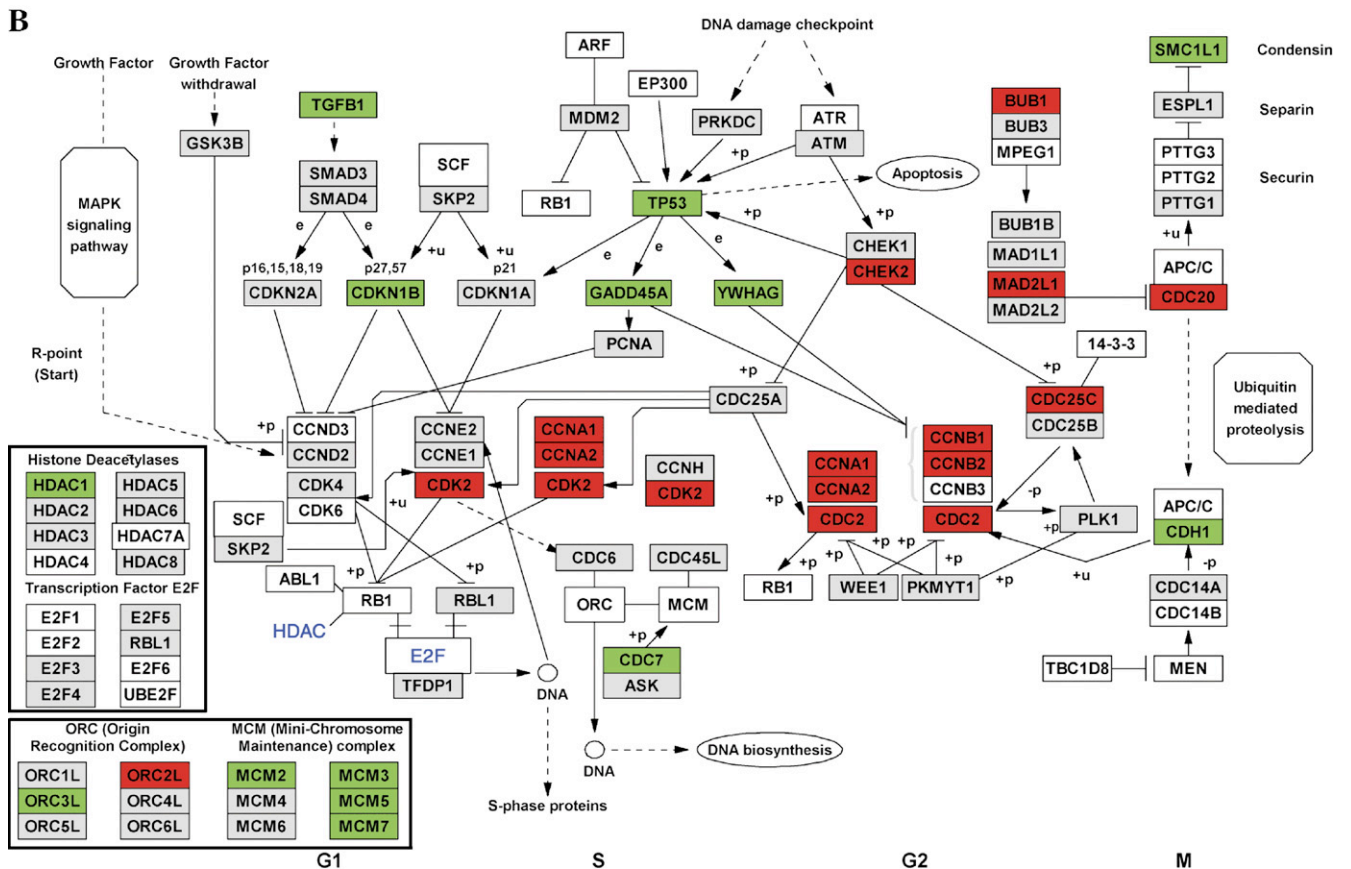 B
DNA damage checkpoint
Growth Factor
Growth Factor
withdrawal
ARF
EP300
SMC1L1
Condensin
TGFB1
GSK3B
MDM2
PRKDC
ATR
ATM
BUB1
BUB3
MPEG1
ESPL1
Separin
+p
SCF
SKP2
SMAD3
SMAD4
PTTG3
PTTG2
PTTG1
Securin
MAPK
signaling
pathway
RB1
TP53
Apoptosis
e
e
+u
+u
e
e
e
+p
+p
CHEK1
CHEK2
BUB1B
MAD1L1
MAD2L1
MAD2L2
+u
APC/C
CDC20
p16,15,18,19
p27,57
p21
CDKN2A
CDKN1B
CDKN1A
GADD45A
YWHAG
PCNA
14-3-3
R-point
(Start)
+p
+p
CDC25A
CDC25C
CDC25B
Ubiquitin
mediated
proteolysis
+p
CCND3
CCND2
CDK4
CDK6
CCNE2
CCNE1
CDK2
CCNA1
CCNA2
CDK2
CCNH
CDK2
CCNA1
CCNA2
CDC2
CCNB1
CCNB2
CCNB3
CDC2
+u
+p
-p
PLK1
+p
APC/C
CDH1
SCF
SKP2
Histone Deacetylases
HDAC1
HDAC2
HDAC3
HDAC4
HDAC5
HDAC6
HDAC7A
HDAC8
Transcription Factor E2F
E2F1
E2F2
E2F3
E2F4
E2F5
RBL1
E2F6
UBE2F
ABL1
+p
+p
RB1
RBL1
HDAC
E2F
TFDP1
DNA
CDC6
CDC45L
ORC
MCM
+p
CDC7
ASK
+p
RB1
+p
+p
+p
+p
WEE1
PKMYT1
+p
+u
-p
CDC14A
CDC14B
TBC1D8
MEN
ORC (Origin
Recognition Complex)
MCM (Mini-Chromosome
Maintenance) complex
ORC1L
ORC3L
ORC5L
ORC2L
ORC4L
ORC6L
MCM2
MCM4
MCM6
MCM3
MCM5
MCM7
DNA
DNA biosynthesis
S-phase proteins
G1
S
G2
M